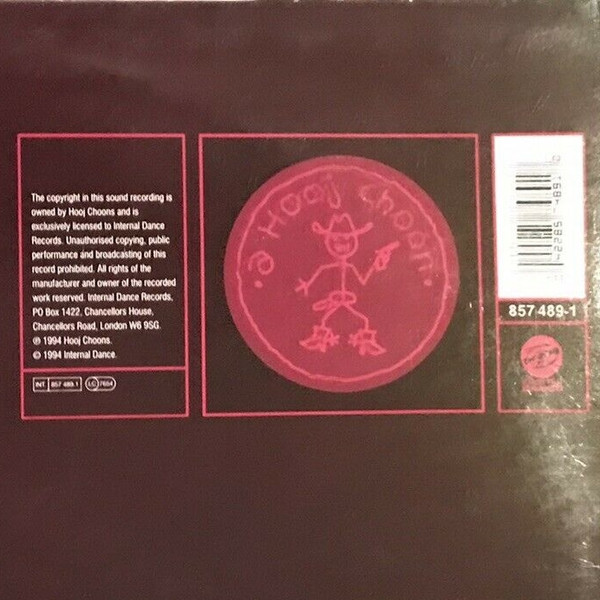 The copyright in this sound recording is
owned by Hooj Choons and is
exclusively licensed to Internal Dance
Records. Unauthorised copying, public
performance and broadcasting of this
record prohibited. All rights of the
manufacturer and owner of the recorded
work reserved. Internal Dance Records,
PO Box 1422, Chancellors House,
Chancellors Road, London W6 9SG.
℗ 1994 Hooj Choons.
© 1994 Internal Dance.
INT 857 489.1 LC 7654
.a Hooj choon.
857 489-1